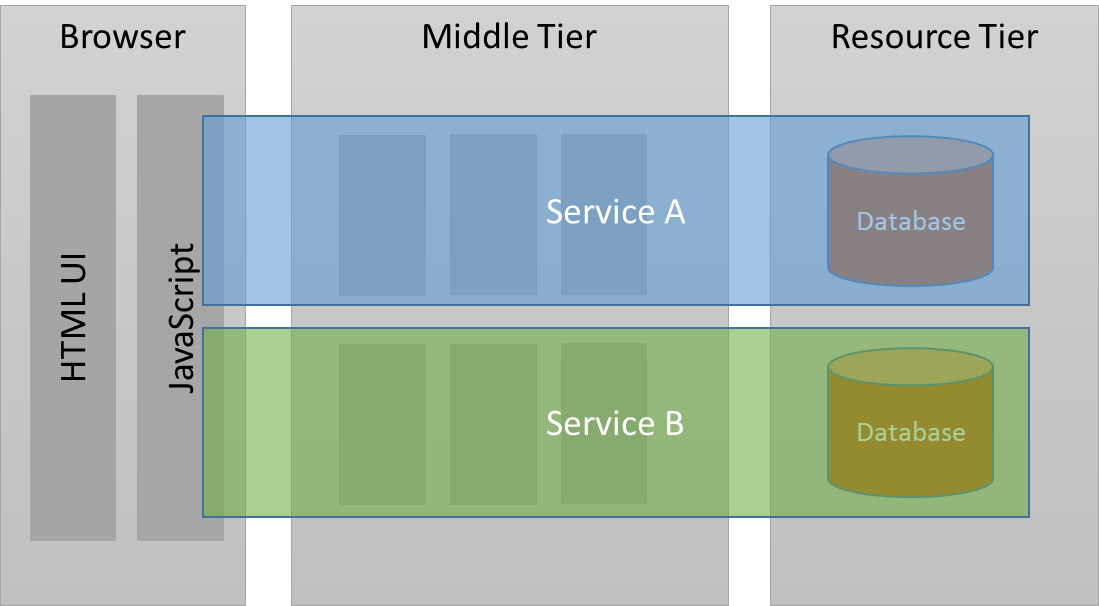 Browser
Middle Tier
Resource Tier
HTML UI
JavaScript
Service A
Database
Service B
Database